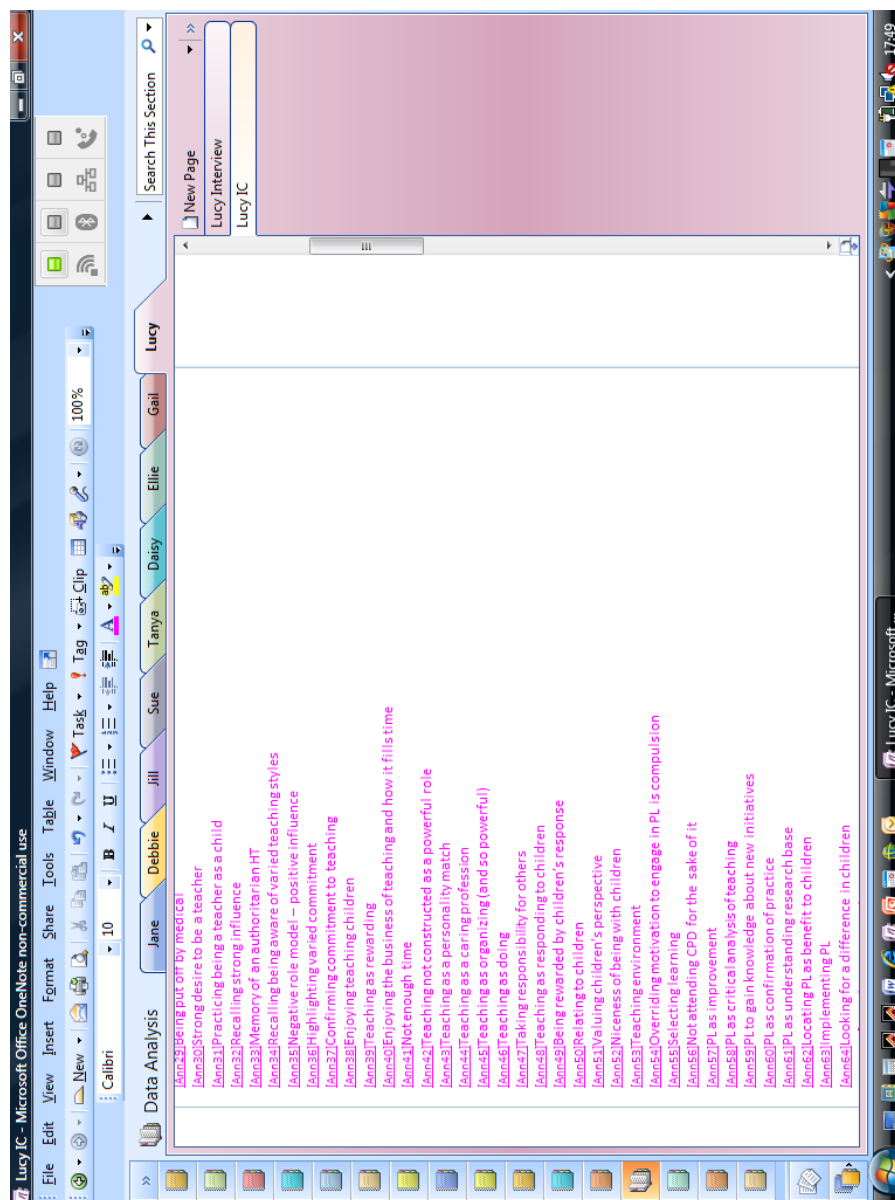 Lucy IC - Microsoft Office OneNote non-commercial use
File Edit View Insert Format Share Tools Table Window Help
New Task Tag Clip 100%
Calibri 10 B I U A ab
Data Analysis
Jane Debbie Jill Sue Tanya Daisy Ellie Gail Lucy
Search This Section
New Page
Lucy Interview
Lucy IC
[Ann29]Being put off by medical
[Ann30]Strong desire to be a teacher
[Ann31]Practicing being a teacher as a child
[Ann32]Recalling strong influence
[Ann33]Memory of an authoritarian HT
[Ann34]Recalling being aware of varied teaching styles
[Ann35]Negative role model – positive influence
[Ann36]Highlighting varied commitment
[Ann37]Confirming commitment to teaching
[Ann38]Enjoying teaching children
[Ann39]Teaching as rewarding
[Ann40]Enjoying the business of teaching and how it fills time
[Ann41]Not enough time
[Ann42]Teaching not constructed as a powerful role
[Ann43]Teaching as a personality match
[Ann44]Teaching as a caring profession
[Ann45]Teaching as organizing (and so powerful)
[Ann46]Teaching as doing
[Ann47]Taking responsibility for others
[Ann48]Teaching as responding to children
[Ann49]Being rewarded by children's response
[Ann50]Relating to children
[Ann51]Valuing children's perspective
[Ann52]Niceness of being with children
[Ann53]Teaching environment
[Ann54]Overriding motivation to engage in PL is compulsion
[Ann55]Selecting learning
[Ann56]Not attending CPD for the sake of it
[Ann57]PL as improvement
[Ann58]PL as critical analysis of teaching
[Ann59]PL to gain knowledge about new initiatives
[Ann60]PL as confirmation of practice
[Ann61]PL as understanding research base
[Ann62]Locating PL as benefit to children
[Ann63]Implementing PL
[Ann64]Looking for a difference in children
Lucy IC - Microsoft ...
17:49